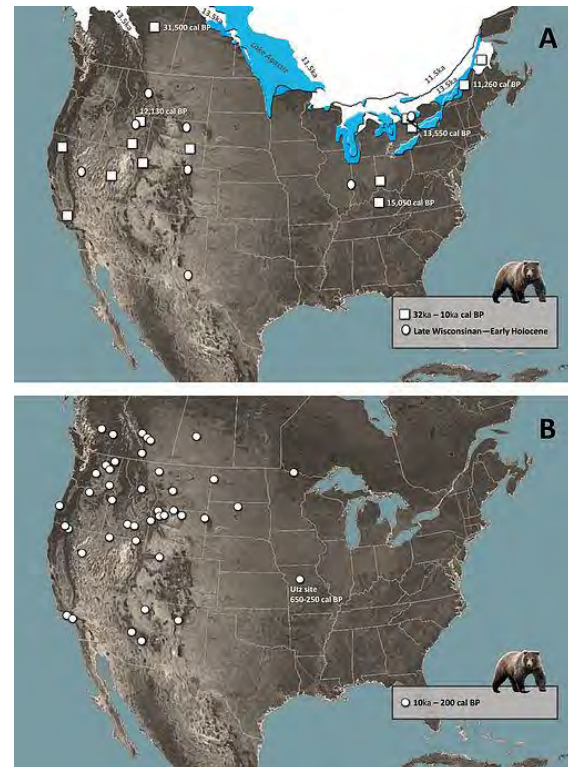 A
13.5ka
13.5ka
31,500 cal BP
Lake Agassiz
11.5ka
11.5ka
13.5ka
12,130 cal BP
11,260 cal BP
13,550 cal BP
15,050 cal BP
32ka – 10ka cal BP
Late Wisconsinan—Early Holocene
B
Utz site
650-250 cal BP
10ka – 200 cal BP